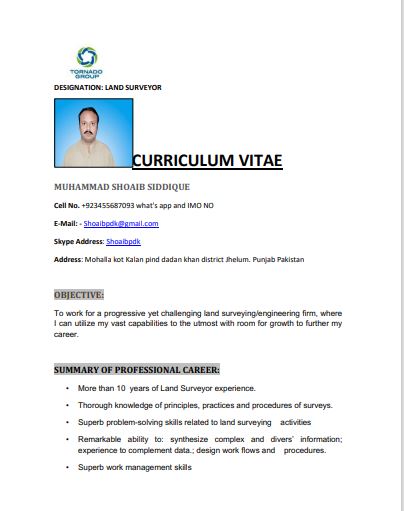 TORNADO
GROUP
DESIGNATION: LAND SURVEYOR
CURRICULUM VITAE
MUHAMMAD SHOAIB SIDDIQUE
Cell No. +923455687093 what's app and IMO NO
E-Mail: - Shoaibpdk@gmail.com
Skype Address: Shoaibpdk
Address: Mohalla kot Kalan pind dadan khan district Jhelum. Punjab Pakistan
OBJECTIVE:
To work for a progressive yet challenging land surveying/engineering firm, where
I can utilize my vast capabilities to the utmost with room for growth to further my
career.
SUMMARY OF PROFESSIONAL CAREER:
• More than 10 years of Land Surveyor experience.
• Thorough knowledge of principles, practices and procedures of surveys.
• Superb problem-solving skills related to land surveying activities
• Remarkable ability to: synthesize complex and divers' information;
experience to complement data.; design work flows and procedures.
• Superb work management skills